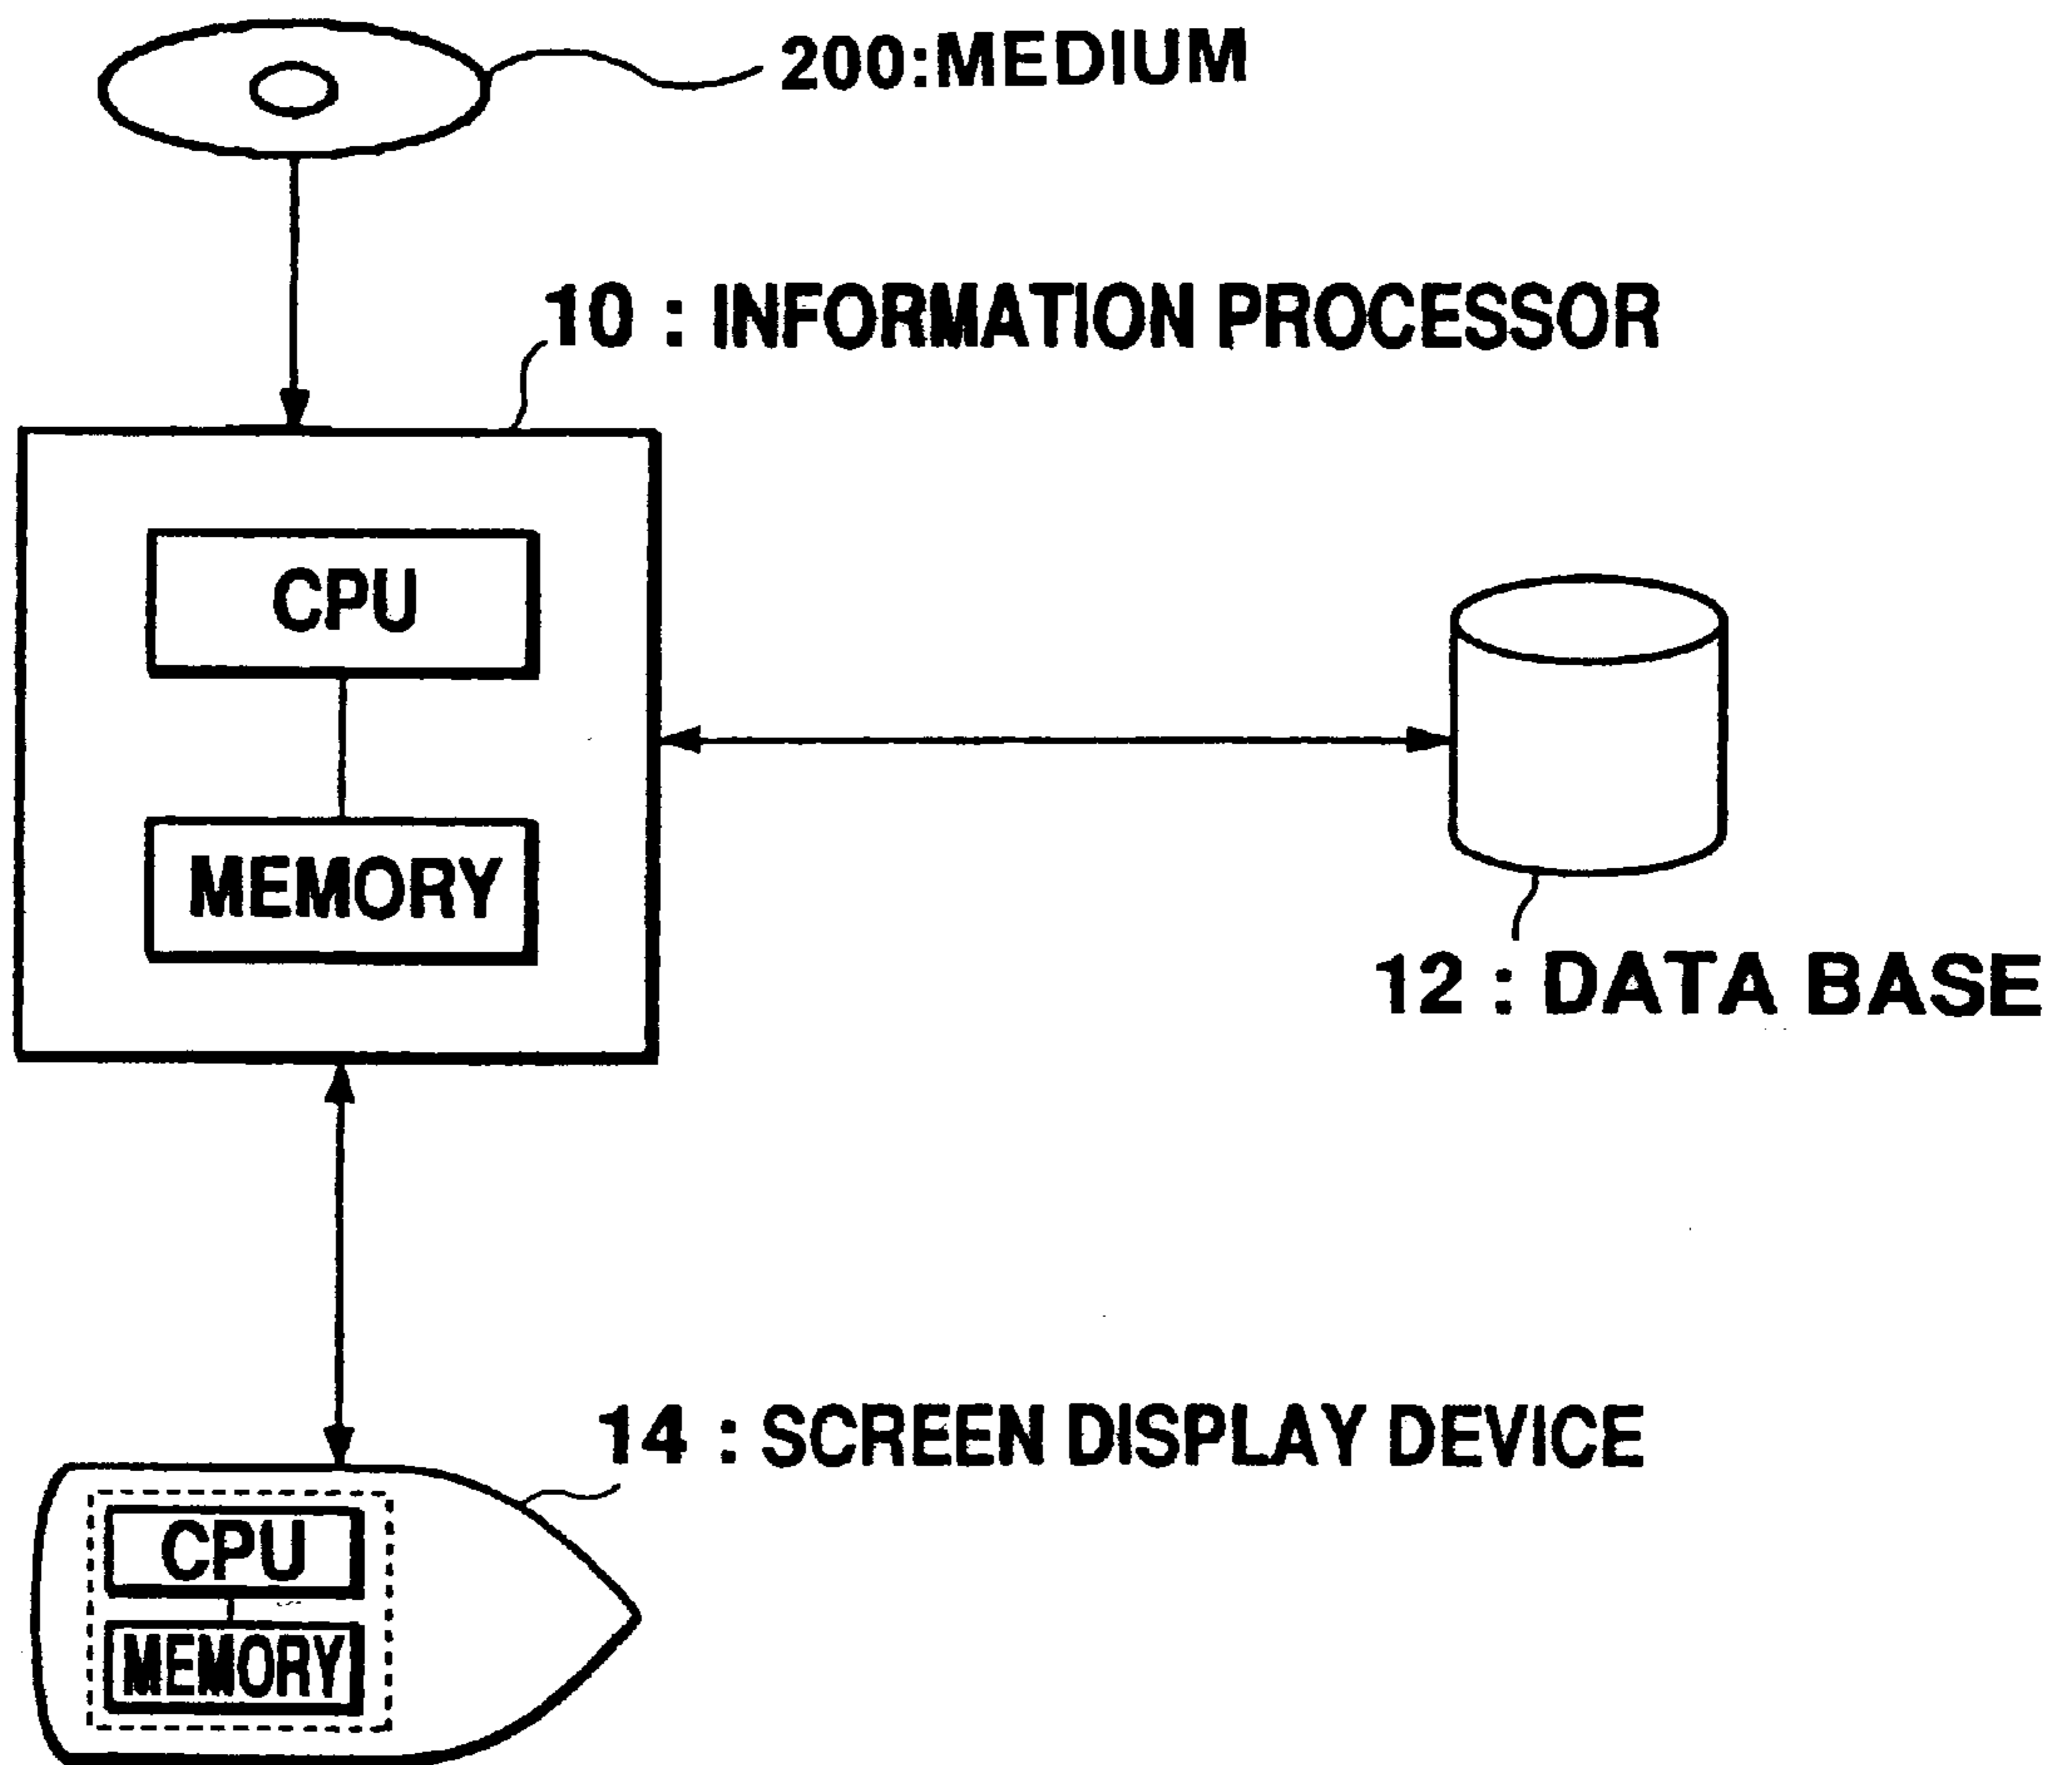 200:MEDIUM
10 : INFORMATION PROCESSOR
CPU
MEMORY
12 : DATA BASE
14 : SCREEN DISPLAY DEVICE
CPU
MEMORY